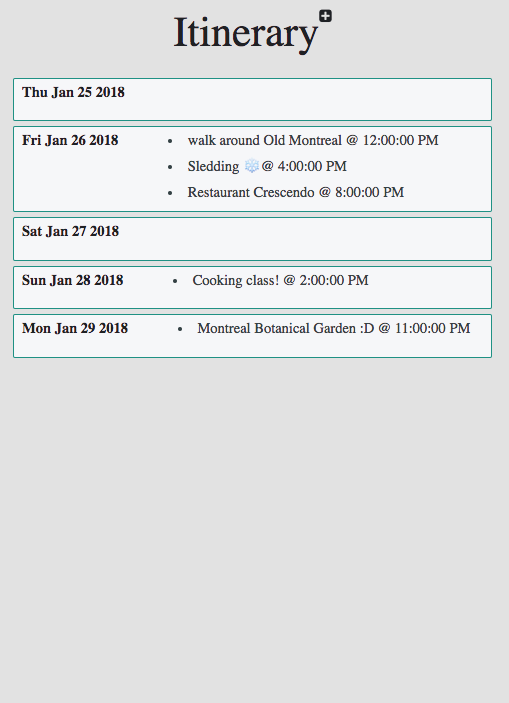 Itinerary
Thu Jan 25 2018
Fri Jan 26 2018 • walk around Old Montreal @ 12:00:00 PM
• Sledding ❄️@ 4:00:00 PM
• Restaurant Crescendo @ 8:00:00 PM
Sat Jan 27 2018
Sun Jan 28 2018 • Cooking class! @ 2:00:00 PM
Mon Jan 29 2018 • Montreal Botanical Garden :D @ 11:00:00 PM